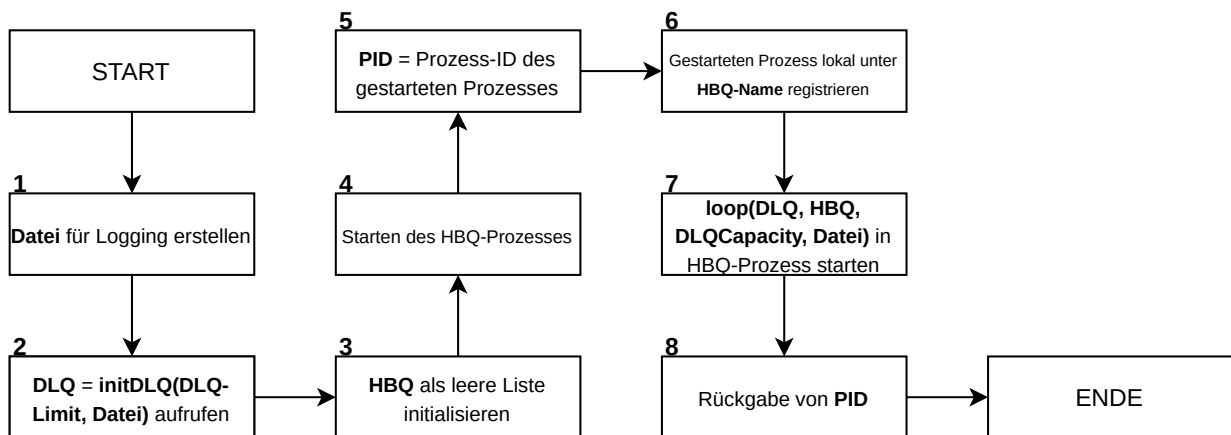 START
1
Datei für Logging erstellen
2
DLQ = initDLQ(DLQ-
Limit, Datei) aufrufen
3
HBQ als leere Liste
initialisieren
4
Starten des HBQ-Prozesses
5
PID = Prozess-ID des
gestarteten Prozesses
6
Gestarteten Prozess lokal unter
HBQ-Name registrieren
7
loop(DLQ, HBQ,
DLQCapacity, Datei) in
HBQ-Prozess starten
8
Rückgabe von PID
ENDE